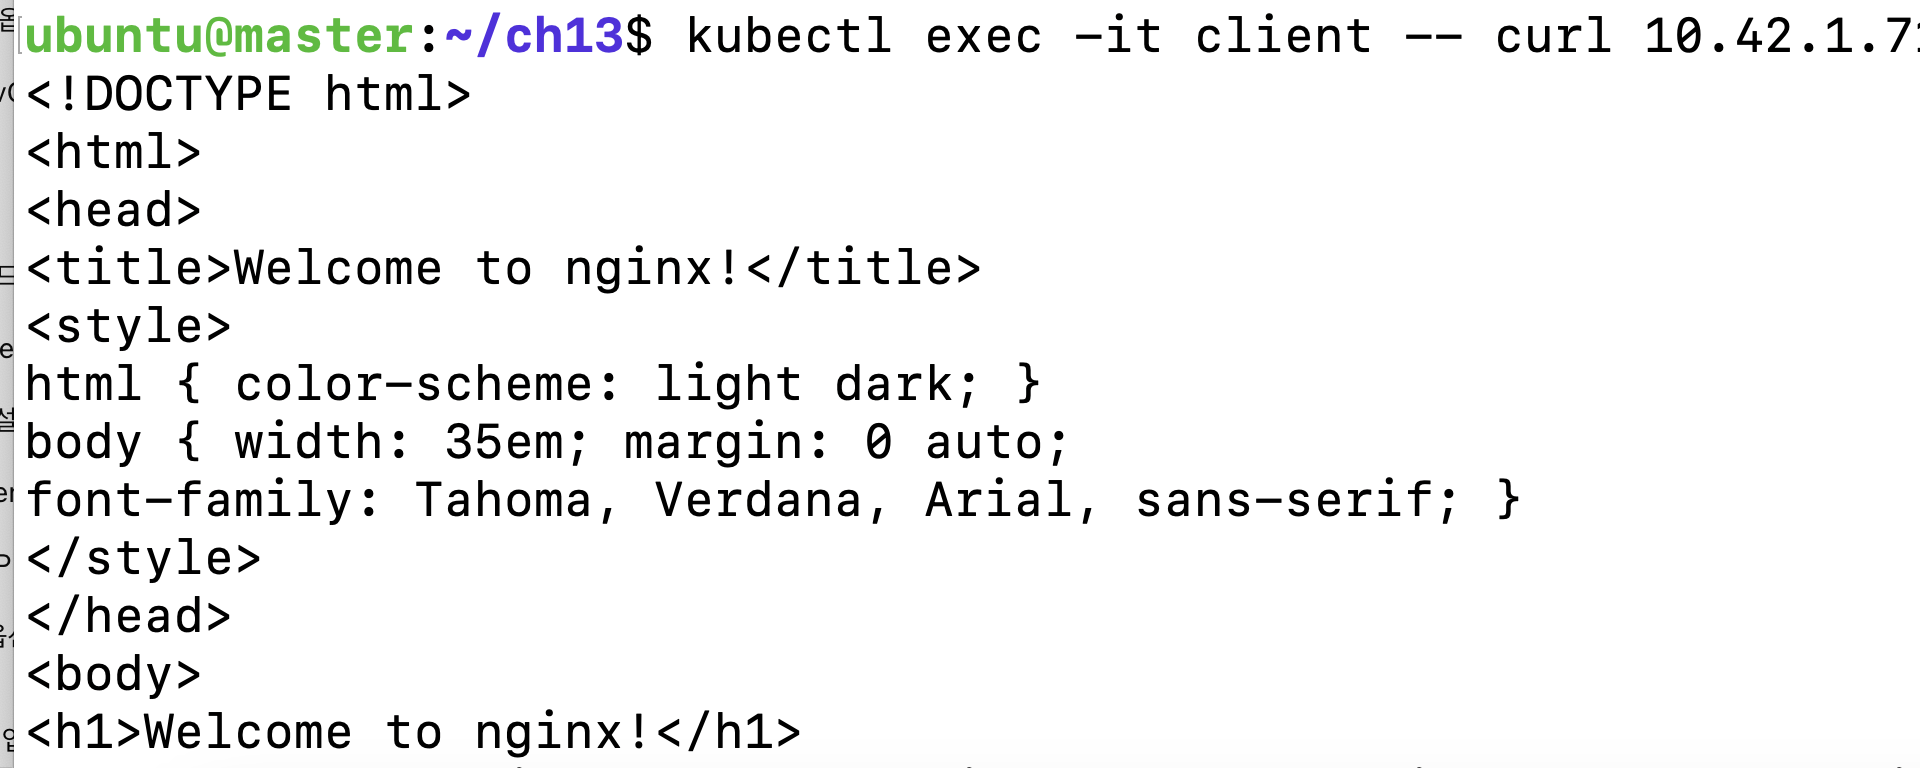 ubuntu@master:~/ch13$ kubectl exec -it client -- curl 10.42.1.71
<!DOCTYPE html>
<html>
<head>
<title>Welcome to nginx!</title>
<style>
html { color-scheme: light dark; }
body { width: 35em; margin: 0 auto;
font-family: Tahoma, Verdana, Arial, sans-serif; }
</style>
</head>
<body>
<h1>Welcome to nginx!</h1>